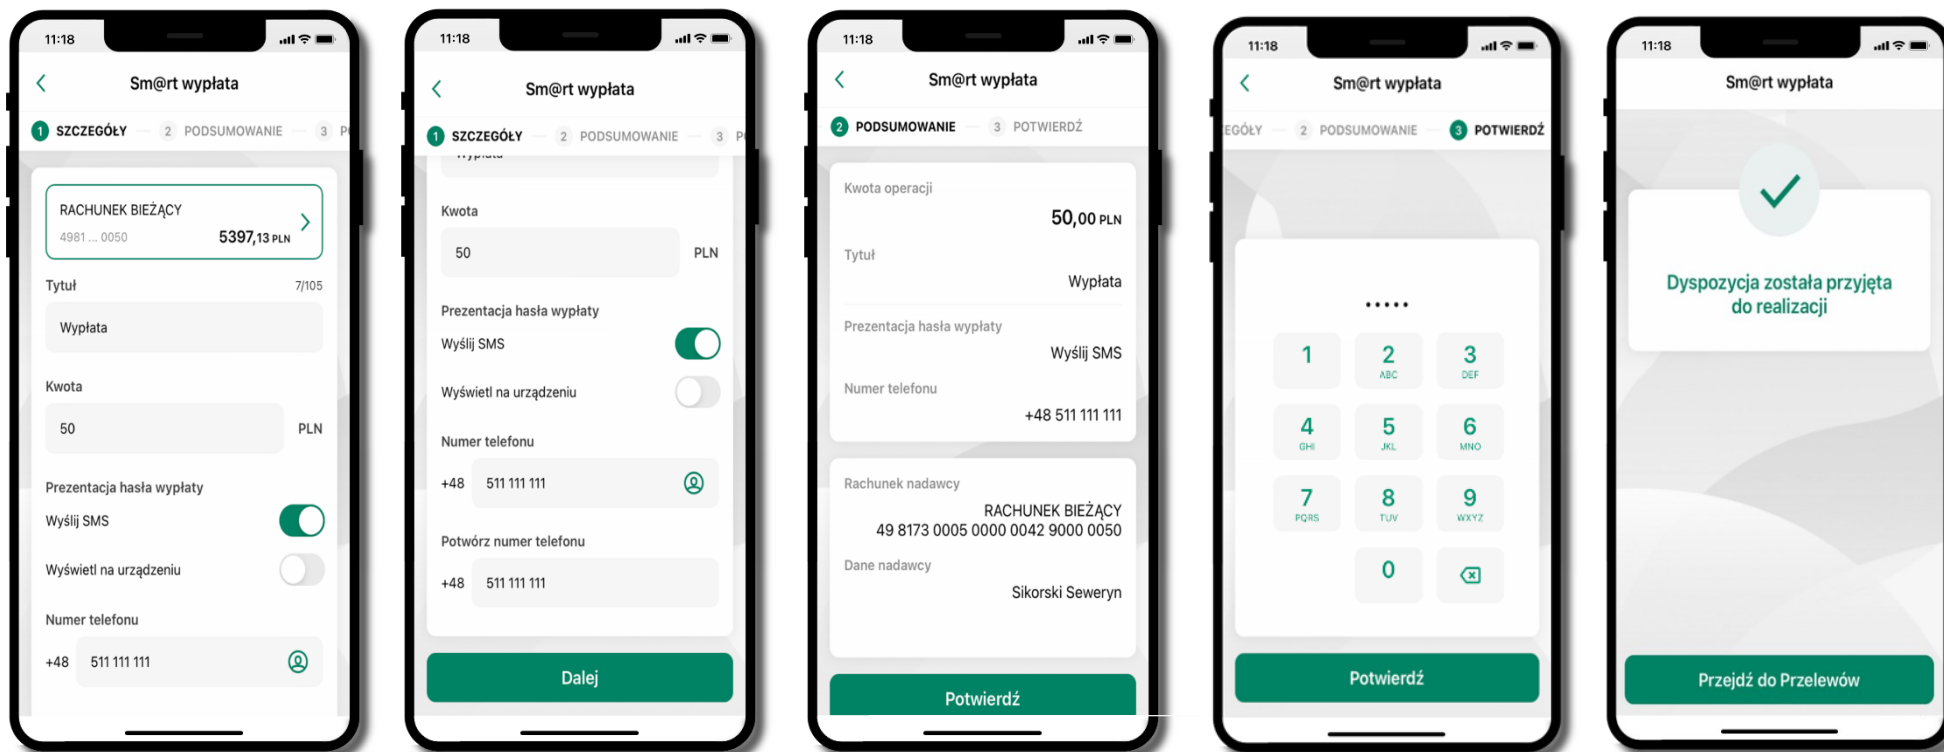 11:18
Sm@rt wypłata
1 SZCZEGÓŁY 2 PODSUMOWANIE 3
RACHUNEK BIEŻĄCY
4981 ... 0050 5397,13 PLN
Tytuł 7/105
Wypłata
Kwota
50 PLN
Prezentacja hasła wypłaty
Wyślij SMS
Wyświetl na urządzeniu
Numer telefonu
+48 511 111 111
11:18
Sm@rt wypłata
1 SZCZEGÓŁY 2 PODSUMOWANIE 3
Wypłata
Kwota
50 PLN
Prezentacja hasła wypłaty
Wyślij SMS
Wyświetl na urządzeniu
Numer telefonu
+48 511 111 111
Potwórz numer telefonu
+48 511 111 111
Dalej
11:18
Sm@rt wypłata
2 PODSUMOWANIE 3 POTWIERDŹ
Kwota operacji
50,00 PLN
Tytuł
Wypłata
Prezentacja hasła wypłaty
Wyślij SMS
Numer telefonu
+48 511 111 111
Rachunek nadawcy
RACHUNEK BIEŻĄCY
49 8173 0005 0000 0042 9000 0050
Dane nadawcy
Sikorski Seweryn
Potwierdź
11:18
Sm@rt wypłata
EGÓŁY 2 PODSUMOWANIE 3 POTWIERDŹ
•••••
1 2 3
ABC DEF
4 5 6
GHI JKL MNO
7 8 9
PQRS TUV WXYZ
0
Potwierdź
11:18
Sm@rt wypłata
Dyspozycja została przyjęta
do realizacji
Przejdź do Przelewów